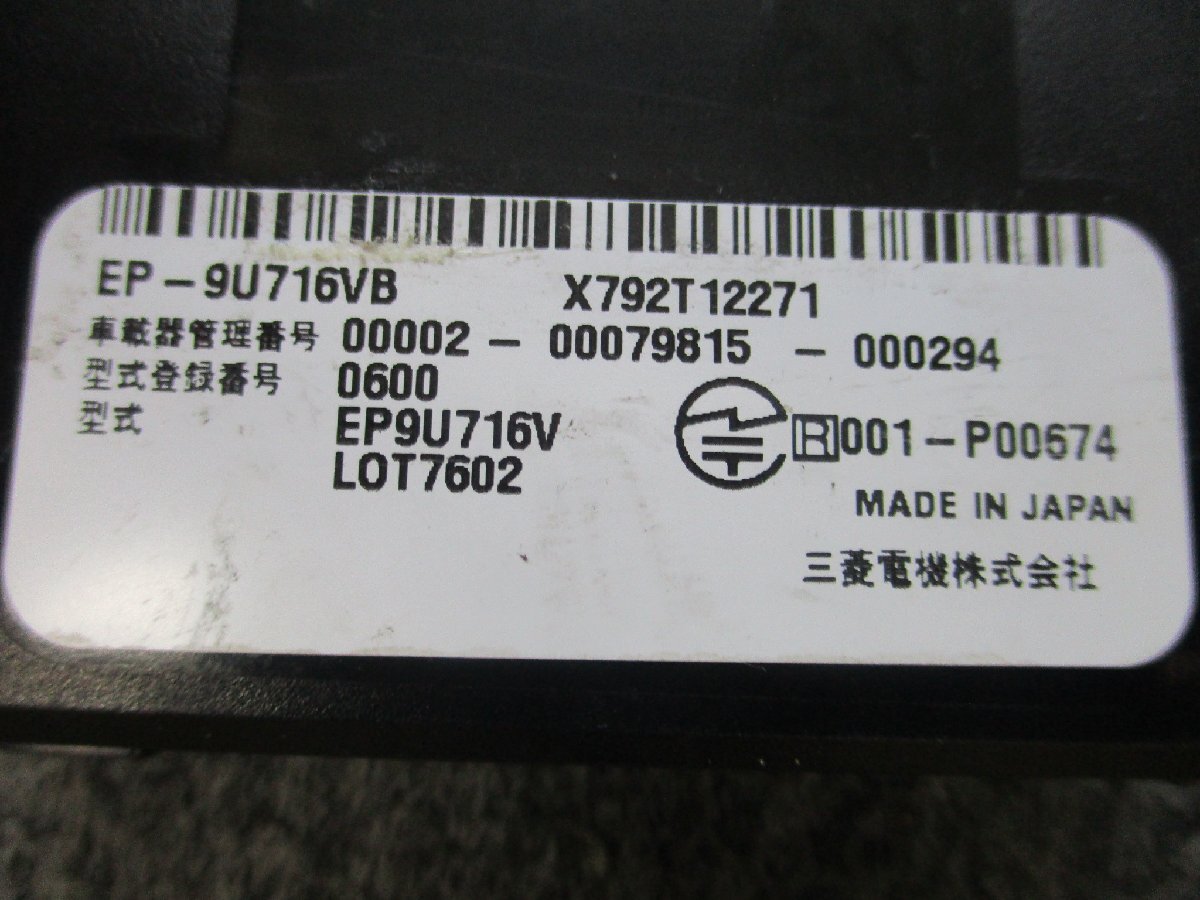 EP-9U716VB X792T12271
車載器管理番号 00002-00079815-000294
型式登録番号 0600
型式 EP9U716V
LOT7602
R001-P00674
MADE IN JAPAN
三菱電機株式会社